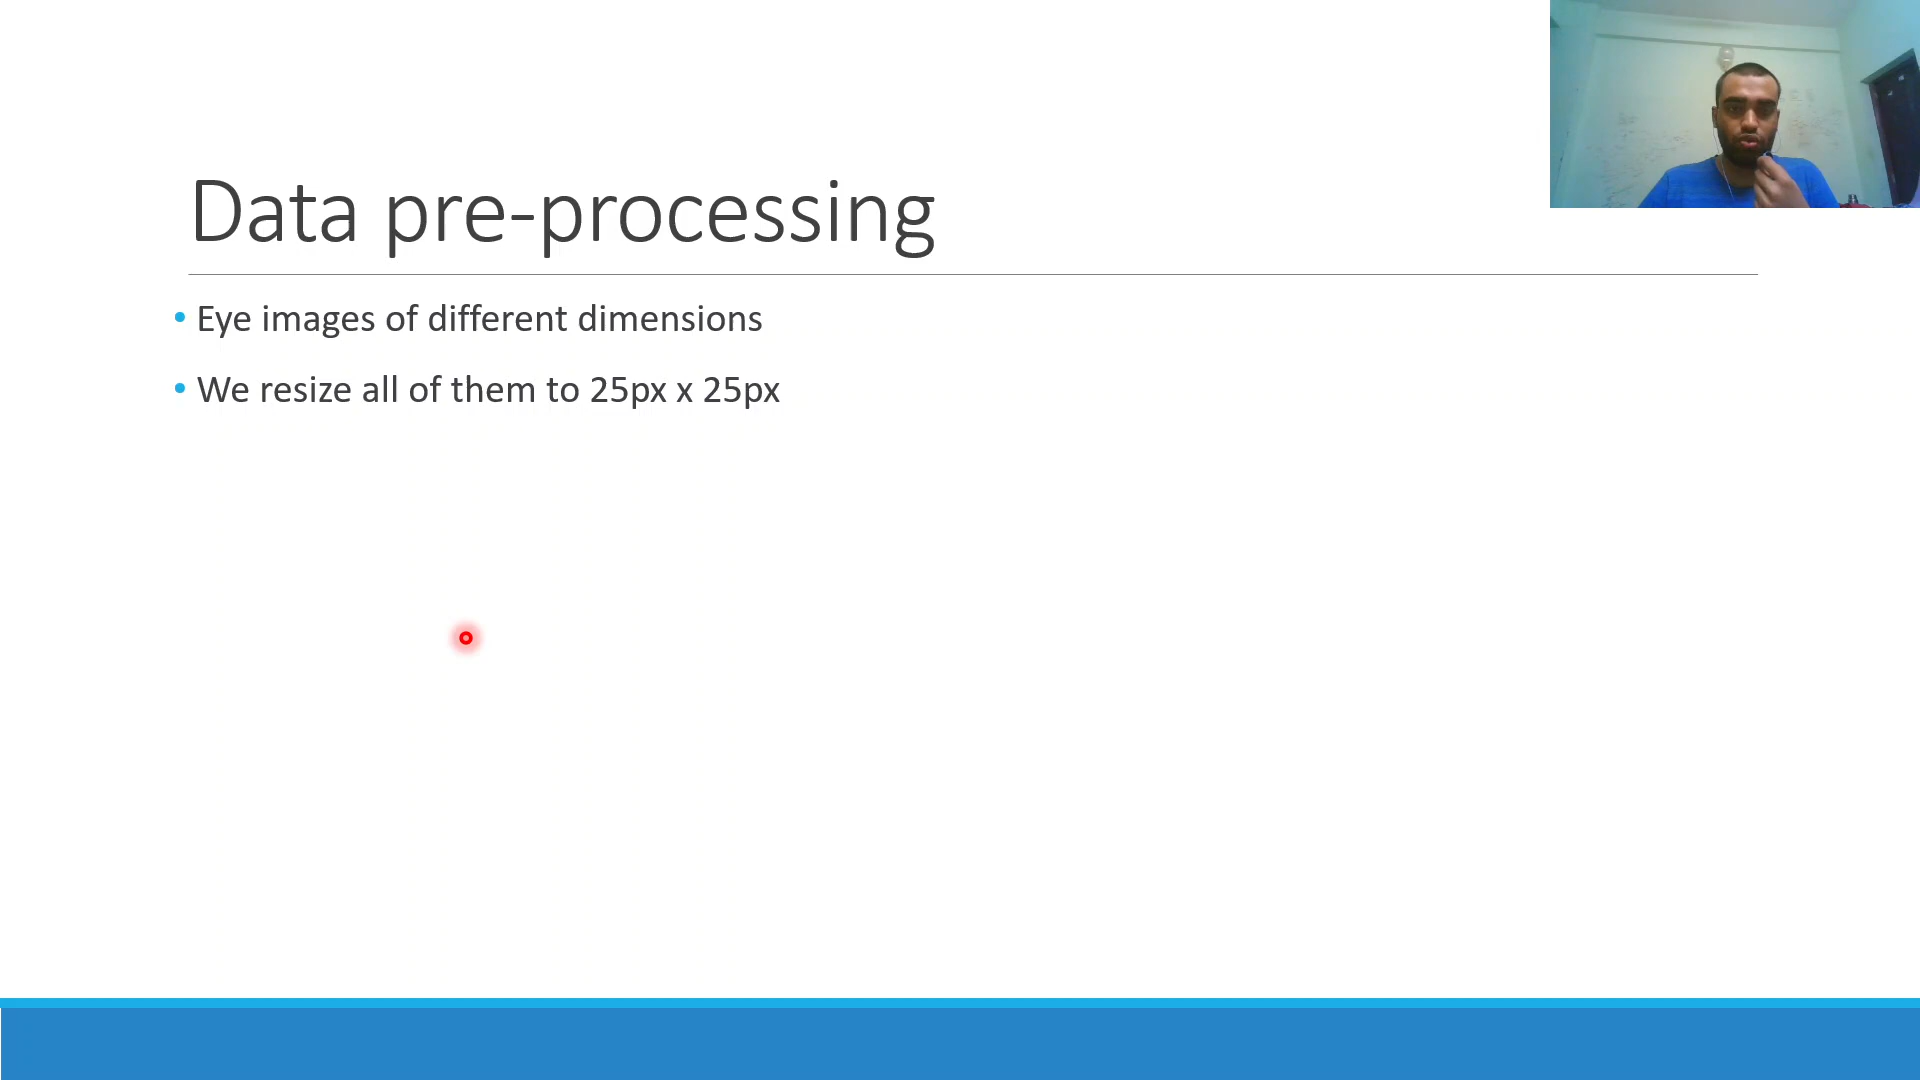 Data pre-processing
• Eye images of different dimensions
• We resize all of them to 25px x 25px